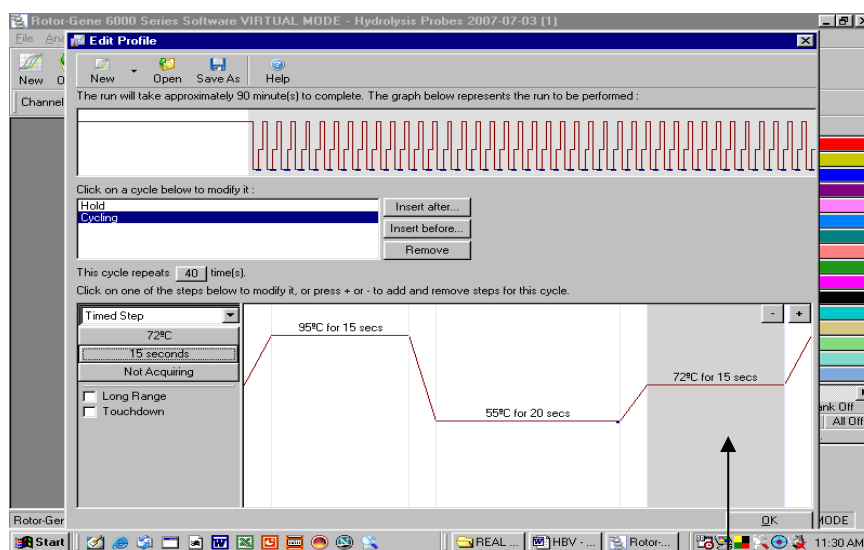 Rotor-Gene 6000 Series Software VIRTUAL MODE - Hydrolysis Probes 2007-07-03 (1)
File
Edit Profile
New
New
Open
Save As
Help
Channel
The run will take approximately 90 minute(s) to complete. The graph below represents the run to be performed :
Click on a cycle below to modify it :
Hold
Cycling
Insert after...
Insert before...
Remove
This cycle repeats 40 time(s).
Click on one of the steps below to modify it, or press + or - to add and remove steps for this cycle.
Timed Step
- +
72ºC
15 seconds
Not Acquiring
Long Range
Touchdown
95ºC for 15 secs
72ºC for 15 secs
55ºC for 20 secs
ank Off
All Off
OK
Rotor-Ger
MODE
Start
REAL ...
HBV - ...
Rotor-...
11:30 AM